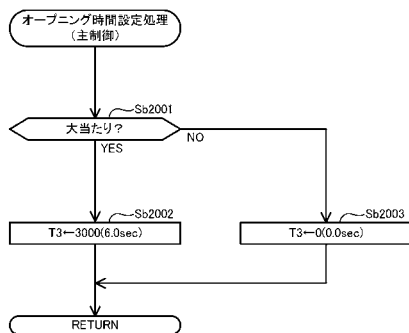 オープニング時間設定処理
(主制御)
Sb2001
大当たり?
YES
NO
Sb2002
T3←3000(6.0sec)
Sb2003
T3←0(0.0sec)
RETURN